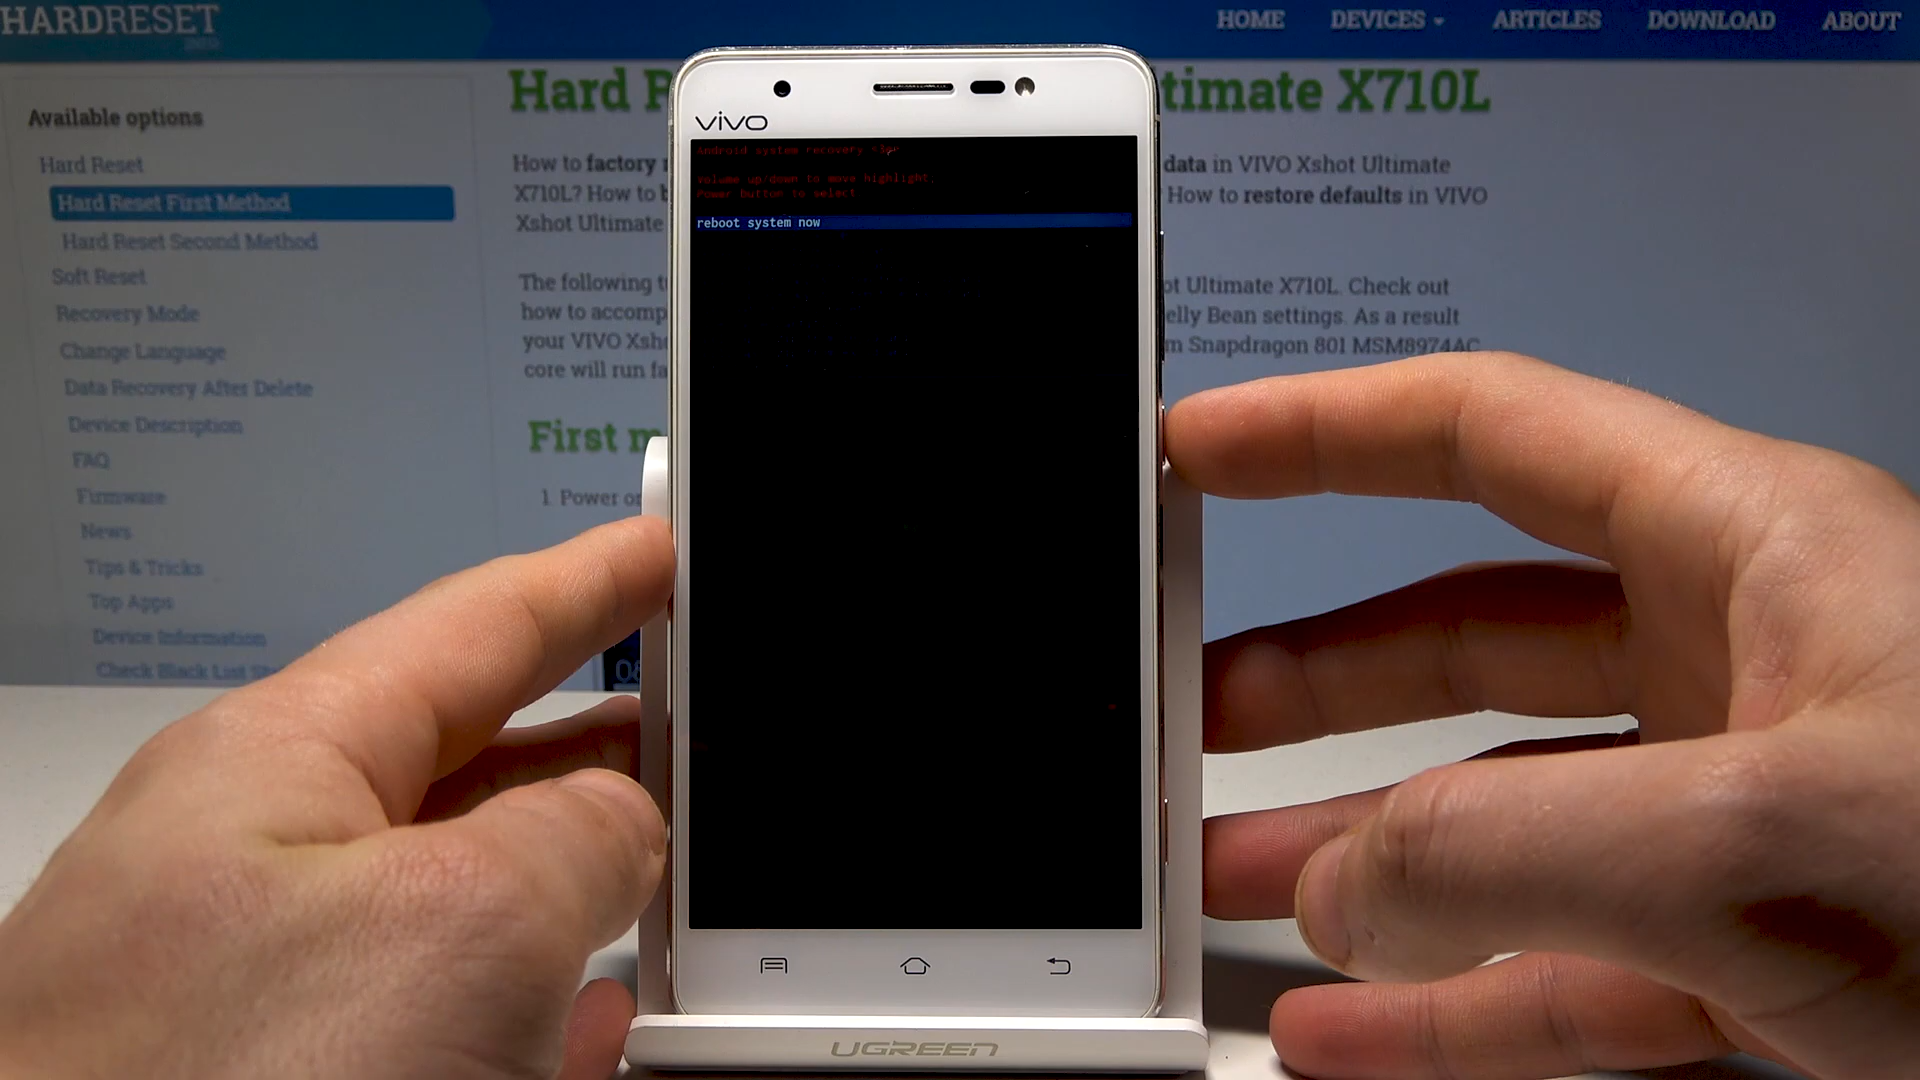 HARDRESET
HOME
DEVICES
ARTICLES
DOWNLOAD
ABOUT
Available options
Hard Reset
Hard Reset First Method
Hard Reset Second Method
Soft Reset
Recovery Mode
Change Language
Data Recovery After Delete
Device Description
FAQ
Firmware
News
Tips & Tricks
Top Apps
Device Information
Check Black List
Hard timate X710L
How to factory data in VIVO Xshot Ultimate
X710L? How to How to restore defaults in VIVO
Xshot Ultimate
The following ot Ultimate X710L. Check out
how to accomp elly Bean settings. As a result
your VIVO Xsh m Snapdragon 801 MSM8974AC
core will run fa
First
1. Power
08
vivo
Android system recovery <3e>
Volume up/down to move highlight;
Power button to select
reboot system now
UGREEN